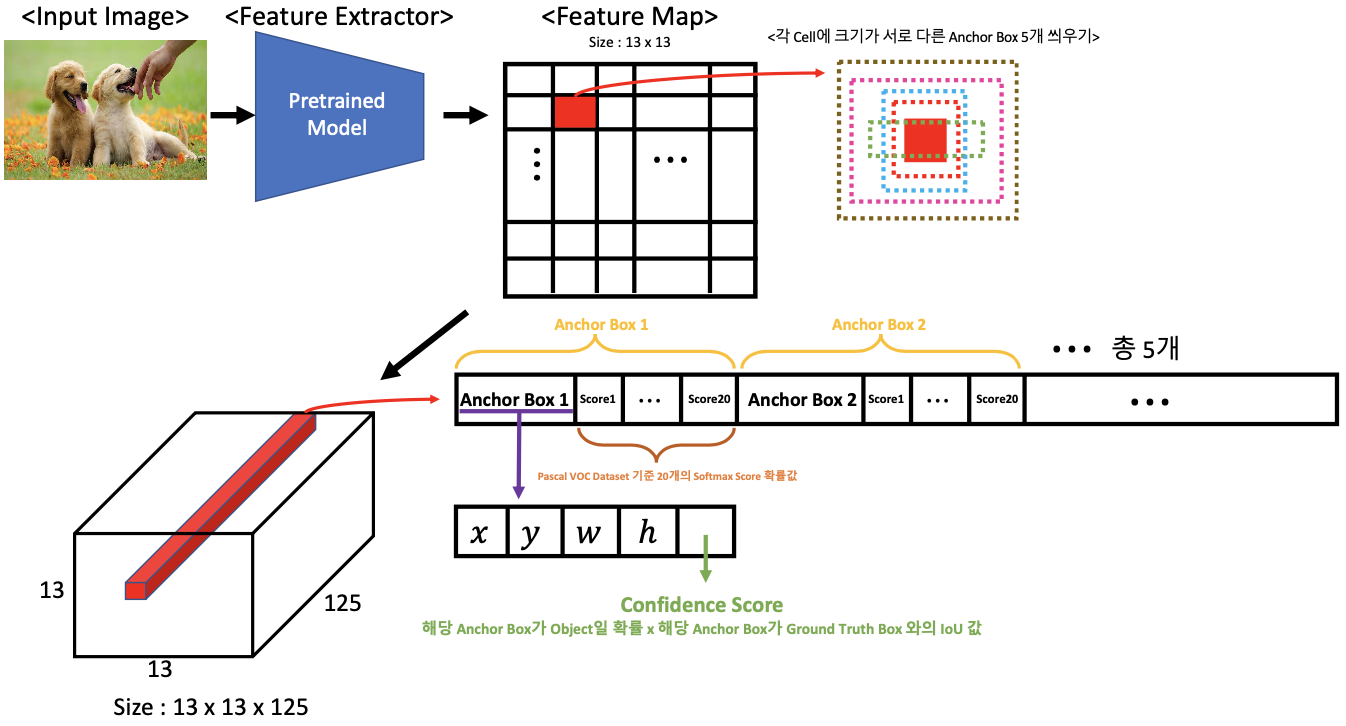 <Input Image>
<Feature Extractor>
<Feature Map>
Size : 13 x 13
<각 Cell에 크기가 서로 다른 Anchor Box 5개 씌우기>
Pretrained
Model
Anchor Box 1
Anchor Box 2
총 5개
Anchor Box 1
Score1
Score20
Anchor Box 2
Score1
Score20
Pascal VOC Dataset 기준 20개의 Softmax Score 확률값
x
y
w
h
Confidence Score
해당 Anchor Box가 Object일 확률 x 해당 Anchor Box가 Ground Truth Box 와의 IoU 값
13
125
13
Size : 13 x 13 x 125